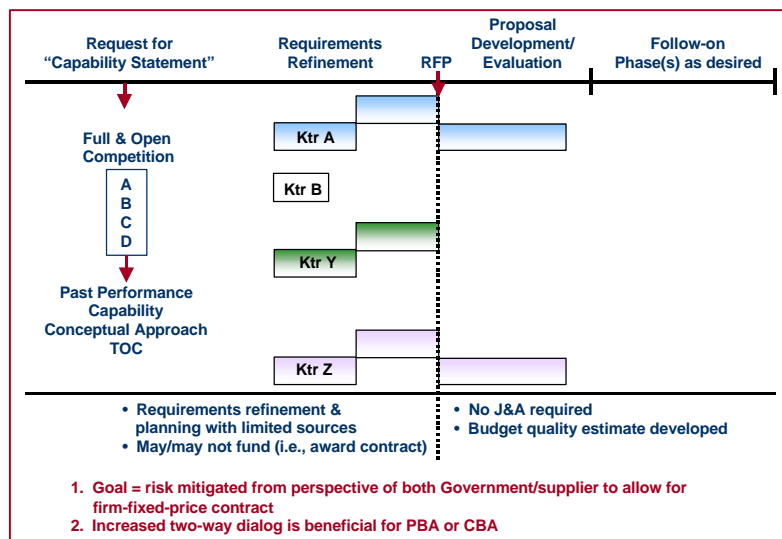 Request for
“Capability Statement”
Requirements
Refinement
RFP
Proposal
Development/
Evaluation
Follow-on
Phase(s) as desired
Full & Open
Competition
A
B
C
D
Past Performance
Capability
Conceptual Approach
TOC
Ktr A
Ktr B
Ktr Y
Ktr Z
• Requirements refinement &
planning with limited sources
• May/may not fund (i.e., award contract)
• No J&A required
• Budget quality estimate developed
1. Goal = risk mitigated from perspective of both Government/supplier to allow for
firm-fixed-price contract
2. Increased two-way dialog is beneficial for PBA or CBA